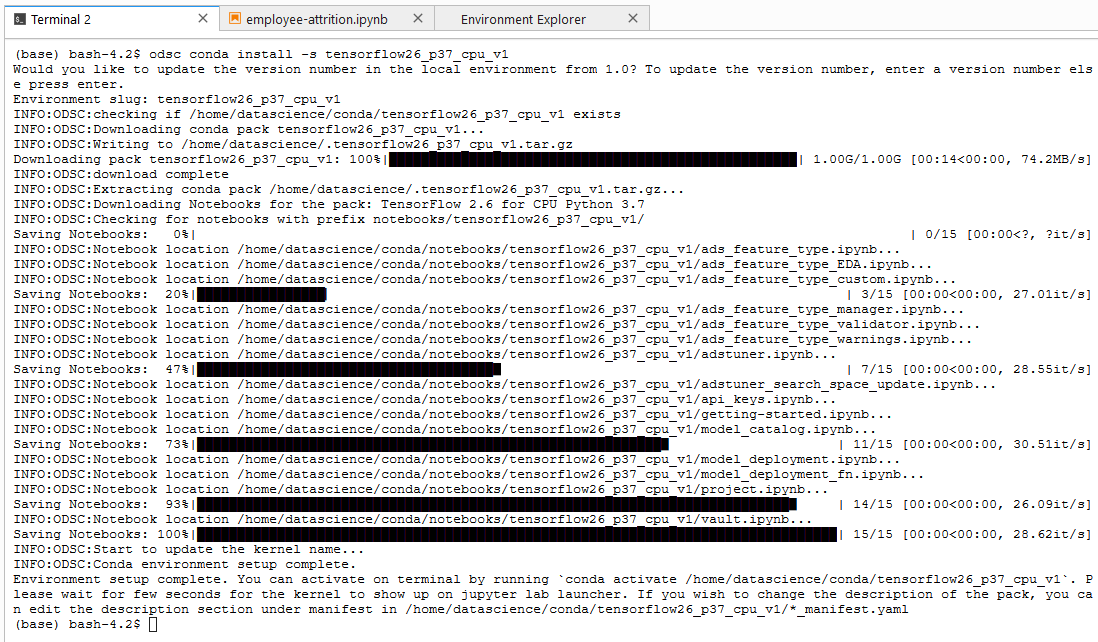 Terminal 2
employee-attrition.ipynb
Environment Explorer
(base) bash-4.2$ odsc conda install -s tensorflow26_p37_cpu_v1
Would you like to update the version number in the local environment from 1.0? To update the version number, enter a version number els
e press enter.
Environment slug: tensorflow26_p37_cpu_v1
INFO:ODSC:checking if /home/datascience/conda/tensorflow26_p37_cpu_v1 exists
INFO:ODSC:Downloading conda pack tensorflow26_p37_cpu_v1...
INFO:ODSC:Writing to /home/datascience/.tensorflow26_p37_cpu_v1.tar.gz
Downloading pack tensorflow26_p37_cpu_v1: 100%| | 1.00G/1.00G [00:14<00:00, 74.2MB/s]
INFO:ODSC:download complete
INFO:ODSC:Extracting conda pack /home/datascience/.tensorflow26_p37_cpu_v1.tar.gz...
INFO:ODSC:Downloading Notebooks for the pack: TensorFlow 2.6 for CPU Python 3.7
INFO:ODSC:Checking for notebooks with prefix notebooks/tensorflow26_p37_cpu_v1/
Saving Notebooks:   0%| | 0/15 [00:00<?, ?it/s]
INFO:ODSC:Notebook location /home/datascience/conda/notebooks/tensorflow26_p37_cpu_v1/ads_feature_type.ipynb...
INFO:ODSC:Notebook location /home/datascience/conda/notebooks/tensorflow26_p37_cpu_v1/ads_feature_type_EDA.ipynb...
INFO:ODSC:Notebook location /home/datascience/conda/notebooks/tensorflow26_p37_cpu_v1/ads_feature_type_custom.ipynb...
Saving Notebooks:  20%| | 3/15 [00:00<00:00, 27.01it/s]
INFO:ODSC:Notebook location /home/datascience/conda/notebooks/tensorflow26_p37_cpu_v1/ads_feature_type_manager.ipynb...
INFO:ODSC:Notebook location /home/datascience/conda/notebooks/tensorflow26_p37_cpu_v1/ads_feature_type_validator.ipynb...
INFO:ODSC:Notebook location /home/datascience/conda/notebooks/tensorflow26_p37_cpu_v1/ads_feature_type_warnings.ipynb...
INFO:ODSC:Notebook location /home/datascience/conda/notebooks/tensorflow26_p37_cpu_v1/adstuner.ipynb...
Saving Notebooks:  47%| | 7/15 [00:00<00:00, 28.55it/s]
INFO:ODSC:Notebook location /home/datascience/conda/notebooks/tensorflow26_p37_cpu_v1/adstuner_search_space_update.ipynb...
INFO:ODSC:Notebook location /home/datascience/conda/notebooks/tensorflow26_p37_cpu_v1/api_keys.ipynb...
INFO:ODSC:Notebook location /home/datascience/conda/notebooks/tensorflow26_p37_cpu_v1/getting-started.ipynb...
INFO:ODSC:Notebook location /home/datascience/conda/notebooks/tensorflow26_p37_cpu_v1/model_catalog.ipynb...
Saving Notebooks:  73%| | 11/15 [00:00<00:00, 30.51it/s]
INFO:ODSC:Notebook location /home/datascience/conda/notebooks/tensorflow26_p37_cpu_v1/model_deployment.ipynb...
INFO:ODSC:Notebook location /home/datascience/conda/notebooks/tensorflow26_p37_cpu_v1/model_deployment_fn.ipynb...
INFO:ODSC:Notebook location /home/datascience/conda/notebooks/tensorflow26_p37_cpu_v1/project.ipynb...
Saving Notebooks:  93%| | 14/15 [00:00<00:00, 26.09it/s]
INFO:ODSC:Notebook location /home/datascience/conda/notebooks/tensorflow26_p37_cpu_v1/vault.ipynb...
Saving Notebooks: 100%| | 15/15 [00:00<00:00, 28.62it/s]
INFO:ODSC:Start to update the kernel name...
INFO:ODSC:Conda environment setup complete.
Environment setup complete. You can activate on terminal by running `conda activate /home/datascience/conda/tensorflow26_p37_cpu_v1`. P
lease wait for few seconds for the kernel to show up on jupyter lab launcher. If you wish to change the description of the pack, you ca
n edit the description section under manifest in /home/datascience/conda/tensorflow26_p37_cpu_v1/*_manifest.yaml
(base) bash-4.2$